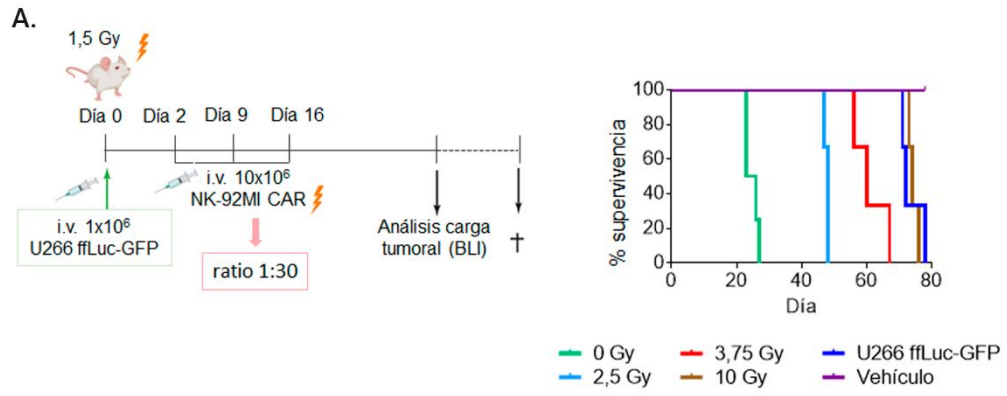 A.
1,5 Gy
Día 0 Día 2 Día 9 Día 16
i.v. 1x10⁶
U266 ffLuc-GFP
i.v. 10x10⁶
NK-92MI CAR
ratio 1:30
Análisis carga
tumoral (BLI)
†
% supervivencia
100
80
60
40
20
0
0 20 40 60 80
Día
0 Gy 3,75 Gy U266 ffLuc-GFP
2,5 Gy 10 Gy Vehículo